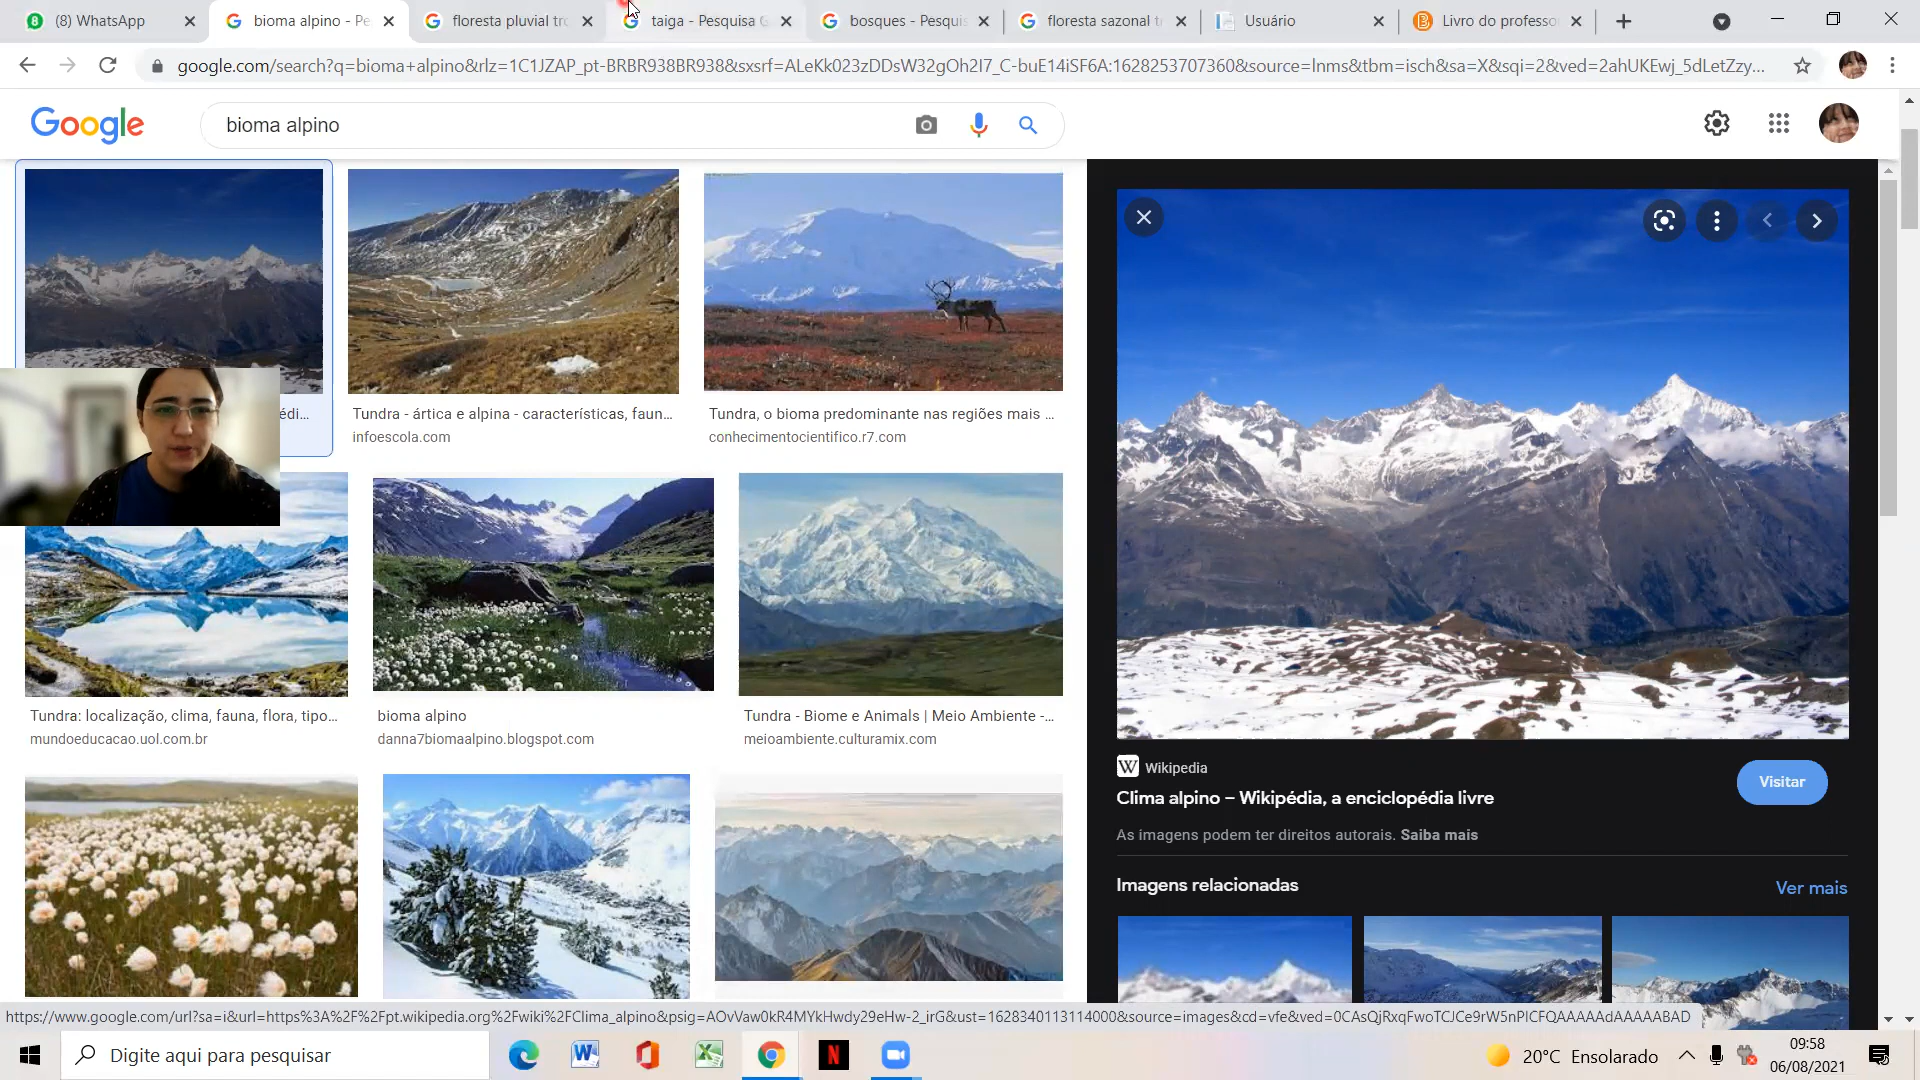 (8) WhatsApp
bioma alpino - Pe
floresta pluvial tro
taiga - Pesquisa G
bosques - Pesquis
floresta sazonal t
Usuário
Livro do professo
google.com/search?q=bioma+alpino&rlz=1C1JZAP_pt-BRBR938BR938&sxsrf=ALeKk023zDDsW32gOh2I7_C-buE14iSF6A:1628253707360&source=lnms&tbm=isch&sa=X&sqi=2&ved=2ahUKEwj_5dLetZzy...
Google
bioma alpino
édi...
Tundra - ártica e alpina - características, faun...
infoescola.com
Tundra, o bioma predominante nas regiões mais ...
conhecimentocientifico.r7.com
Tundra: localização, clima, fauna, flora, tipo...
mundoeducacao.uol.com.br
bioma alpino
danna7biomaalpino.blogspot.com
Tundra - Biome e Animals | Meio Ambiente -...
meioambiente.culturamix.com
W Wikipedia
Clima alpino – Wikipédia, a enciclopédia livre
Visitar
As imagens podem ter direitos autorais. Saiba mais
Imagens relacionadas
Ver mais
https://www.google.com/url?sa=i&url=https%3A%2F%2Fpt.wikipedia.org%2Fwiki%2FClima_alpino&psig=AOvVaw0kR4MYkHwdy29eHw-2_irG&ust=1628340113114000&source=images&cd=vfe&ved=0CAsQjRxqFwoTCJCe9rW5nPICFQAAAAAdAAAAABAD
Digite aqui para pesquisar
20°C Ensolarado
09:58
06/08/2021